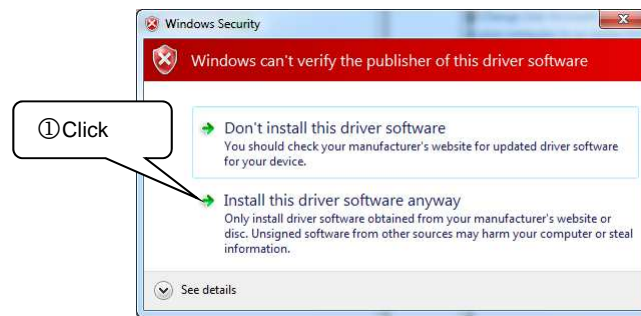 Windows Security
Windows can't verify the publisher of this driver software
①Click
Don't install this driver software
You should check your manufacturer's website for updated driver software
for your device.
Install this driver software anyway
Only install driver software obtained from your manufacturer's website or
disc. Unsigned software from other sources may harm your computer or steal
information.
See details